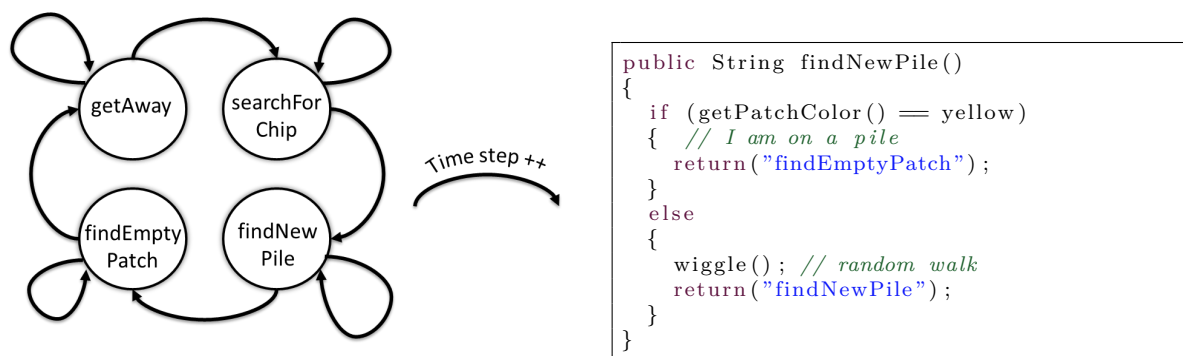 getAway
searchFor
Chip
findEmpty
Patch
findNew
Pile
Time step ++
public String findNewPile()
{
if (getPatchColor() == yellow)
{ // I am on a pile
return("findEmptyPatch");
}
else
{
wiggle(); // random walk
return("findNewPile");
}
}